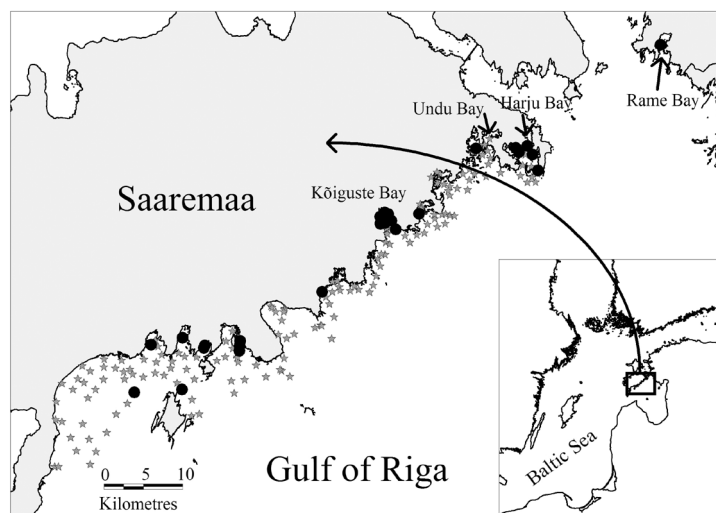 Undu Bay
Harju Bay
Rame Bay
Saaremaa
Kõiguste Bay
Baltic Sea
Gulf of Riga
0 5 10
Kilometres